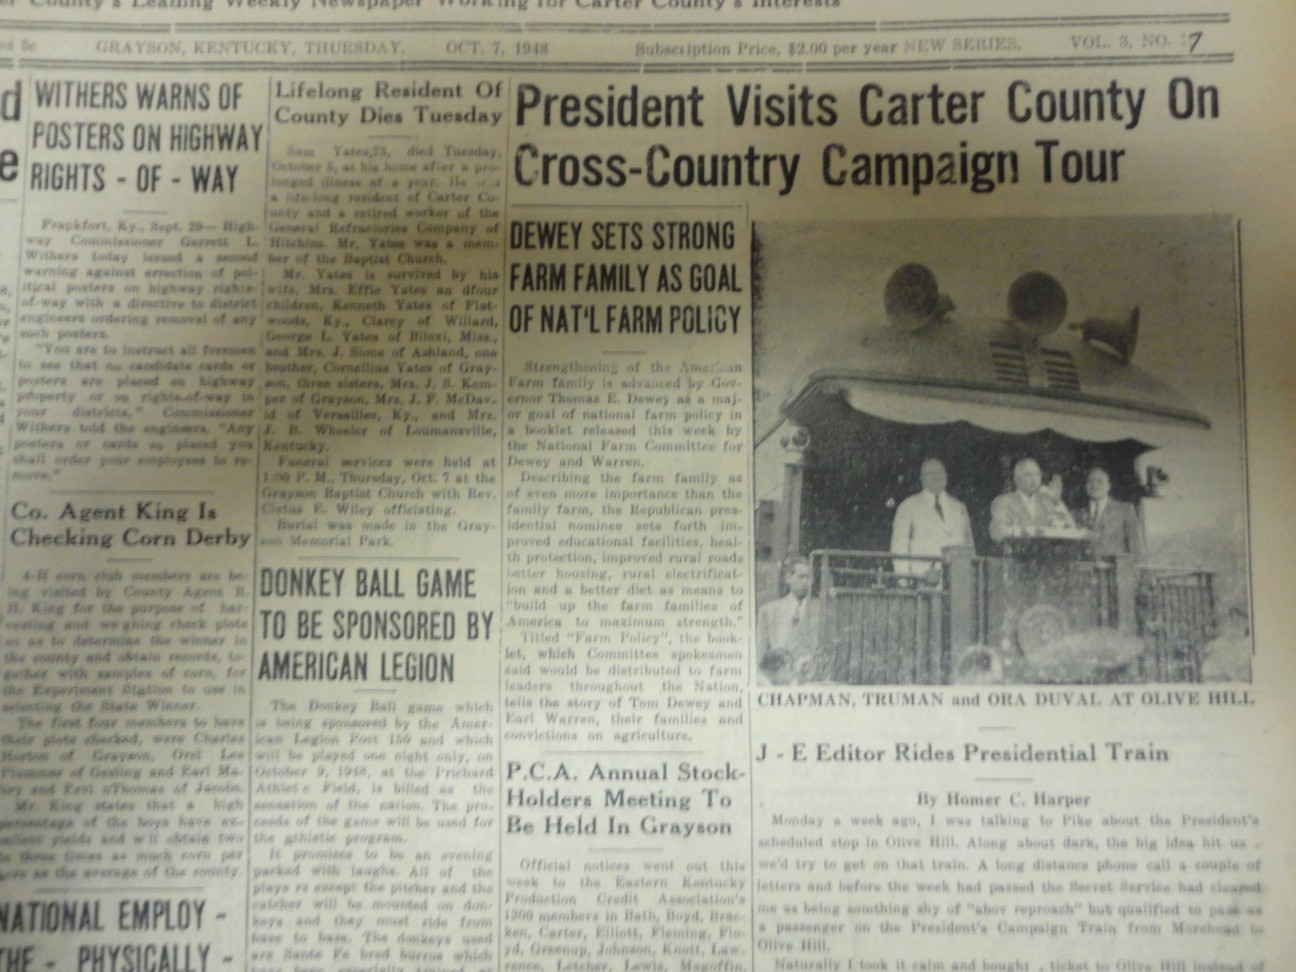 County's Leading Weekly Newspaper Working for Carter County's Interests
GRAYSON, KENTUCKY, THURSDAY, OCT. 7, 1948 Subscription Price, $2.00 per year NEW SERIES, VOL. 3, NO. 7
d
e
WITHERS WARNS OF
POSTERS ON HIGHWAY
RIGHTS - OF - WAY
Frankfort, Ky., Sept. 29— High-
way Commissioner Garrett L.
Withers today issued a second
warning against errection of pol-
itical posters on highway rights-
of-way with a directive to district
engineers ordering removal of any
such posters.
"You are to instruct all foremen
to see that no candidate cards or
posters are placed on highway
property or on rights-of-way in
your districts," Commissioner
Withers told the engineers. "Any
posters or cards so placed you
shall order your employees to re-
move."
Co. Agent King Is
Checking Corn Derby
4-H corn club members are be-
ing visited by County Agent R.
H. King for the purpose of har-
vesting and weighing check plots
so as to determine the winner in
the county and obtain records, to-
gether with samples of corn, for
the Experiment Station to use in
selecting the State Winner.
The first four members to have
their plots checked, were Charles
Horton of Grayson, Oral Lee
Plummer of Gesling and Earl Ma-
bry and Ervi nThomas of Jacobs.
Mr. King states that a high
percentage of the boys have ex-
cellent yields and will obtain two
to three times as much corn per
acre as the average of the county.
NATIONAL EMPLOY -
THE - PHYSICALLY -
Lifelong Resident Of
County Dies Tuesday
Sam Yates,73, died Tuesday,
October 5, at his home after a pro-
longed illness of a year. He was
a life-long resident of Carter Co-
unty and a retired worker of the
General Refractories Company of
Hitchins. Mr. Yates was a mem-
ber of the Baptist Church.
Mr. Yates is survived by his
wife, Mrs. Effie Yates an dfour
children, Kenneth Yates of Flat-
woods, Ky., Clarcy of Willard,
George L. Yates of Biloxi, Miss.,
and Mrs. J. Sione of Ashland, one
brother, Cornelius Yates of Gray-
son, three sisters, Mrs. J. S. Kem-
per of Grayson, Mrs. J. F. McDav-
id of Versailles, Ky., and Mrs.
J. B. Wheeler of Loumansville,
Kentucky.
Funeral services were held at
1:00 P. M., Thursday, Oct. 7 at the
Grayson Baptist Church with Rev.
Cletus E. Wiley officiating.
Burial was made in the Gray-
son Memorial Park.
DONKEY BALL GAME
TO BE SPONSORED BY
AMERICAN LEGION
The Donkey Ball game which
is being sponsored by the Amer-
ican Legion Post 150 and which
will be played one night only, on
October 9, 1948, at the Prichard
Athletic Field, is billed as the
sensation of the nation. The pro-
ceeds of the game will be used for
the athletic program.
It promises to be an evening
packed with laughs. All of the
players except the pitcher and the
catcher will be mounted on don-
keys and they must ride from
base to base. The donkeys used
are Santa Fe bred burros which
have been especially trained
President Visits Carter County On
Cross-Country Campaign Tour
DEWEY SETS STRONG
FARM FAMILY AS GOAL
OF NAT'L FARM POLICY
Strengthening of the American
Farm family is advanced by Gov-
ernor Thomas E. Dewey as a maj-
or goal of national farm policy in
a booklet released this week by
the National Farm Committee for
Dewey and Warren.
Describing the farm family as
of even more importance than the
family farm, the Republican pres-
idential nominee sets forth im-
proved educational facilities, heal-
th protection, improved rural roads
better housing, rural electrificat-
ion and a better diet as means to
"build up the farm families of
America to maximum strength."
Titled "Farm Policy", the book-
let, which Committee spokesmen
said would be distributed to farm
leaders throughout the Nation,
tells the story of Tom Dewey and
Earl Warren, their families and
convictions on agriculture.
P.C.A. Annual Stock-
Holders Meeting To
Be Held In Grayson
Official notices went out this
week to the Eastern Kentucky
Production Credit Association's
1200 members in Bath, Boyd, Brac-
ken, Carter, Elliott, Fleming, Flo-
yd, Greenup, Johnson, Knott, Law-
rence, Letcher, Lewis, Magoffin,
CHAPMAN, TRUMAN and ORA DUVAL AT OLIVE HILL
J - E Editor Rides Presidential Train
By Homer C. Harper
Monday a week ago, I was talking to Pike about the President's
scheduled stop in Olive Hill. Along about dark, the big idea hit us -
we'd try to get on that train. A long distance phone call a couple of
letters and before the week had passed the Secret Service had cleared
me as being somthing shy of "abov reproach" but qualified to pass as
a passenger on the President's Campaign Train from Morehead to
Olive Hill.
Naturally I took it calm and bought ticket to Olive Hill instead of